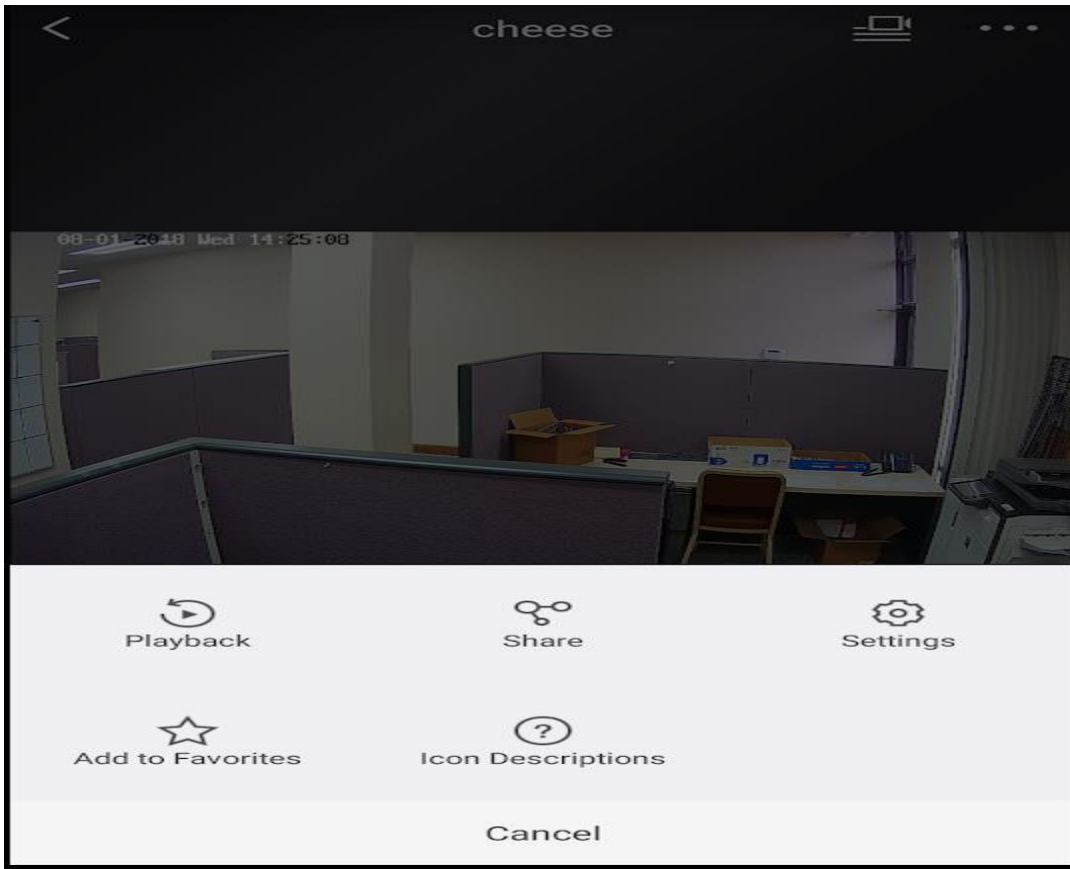 cheese
08-01-2018 Wed 14:25:08
Playback
Share
Settings
Add to Favorites
Icon Descriptions
Cancel